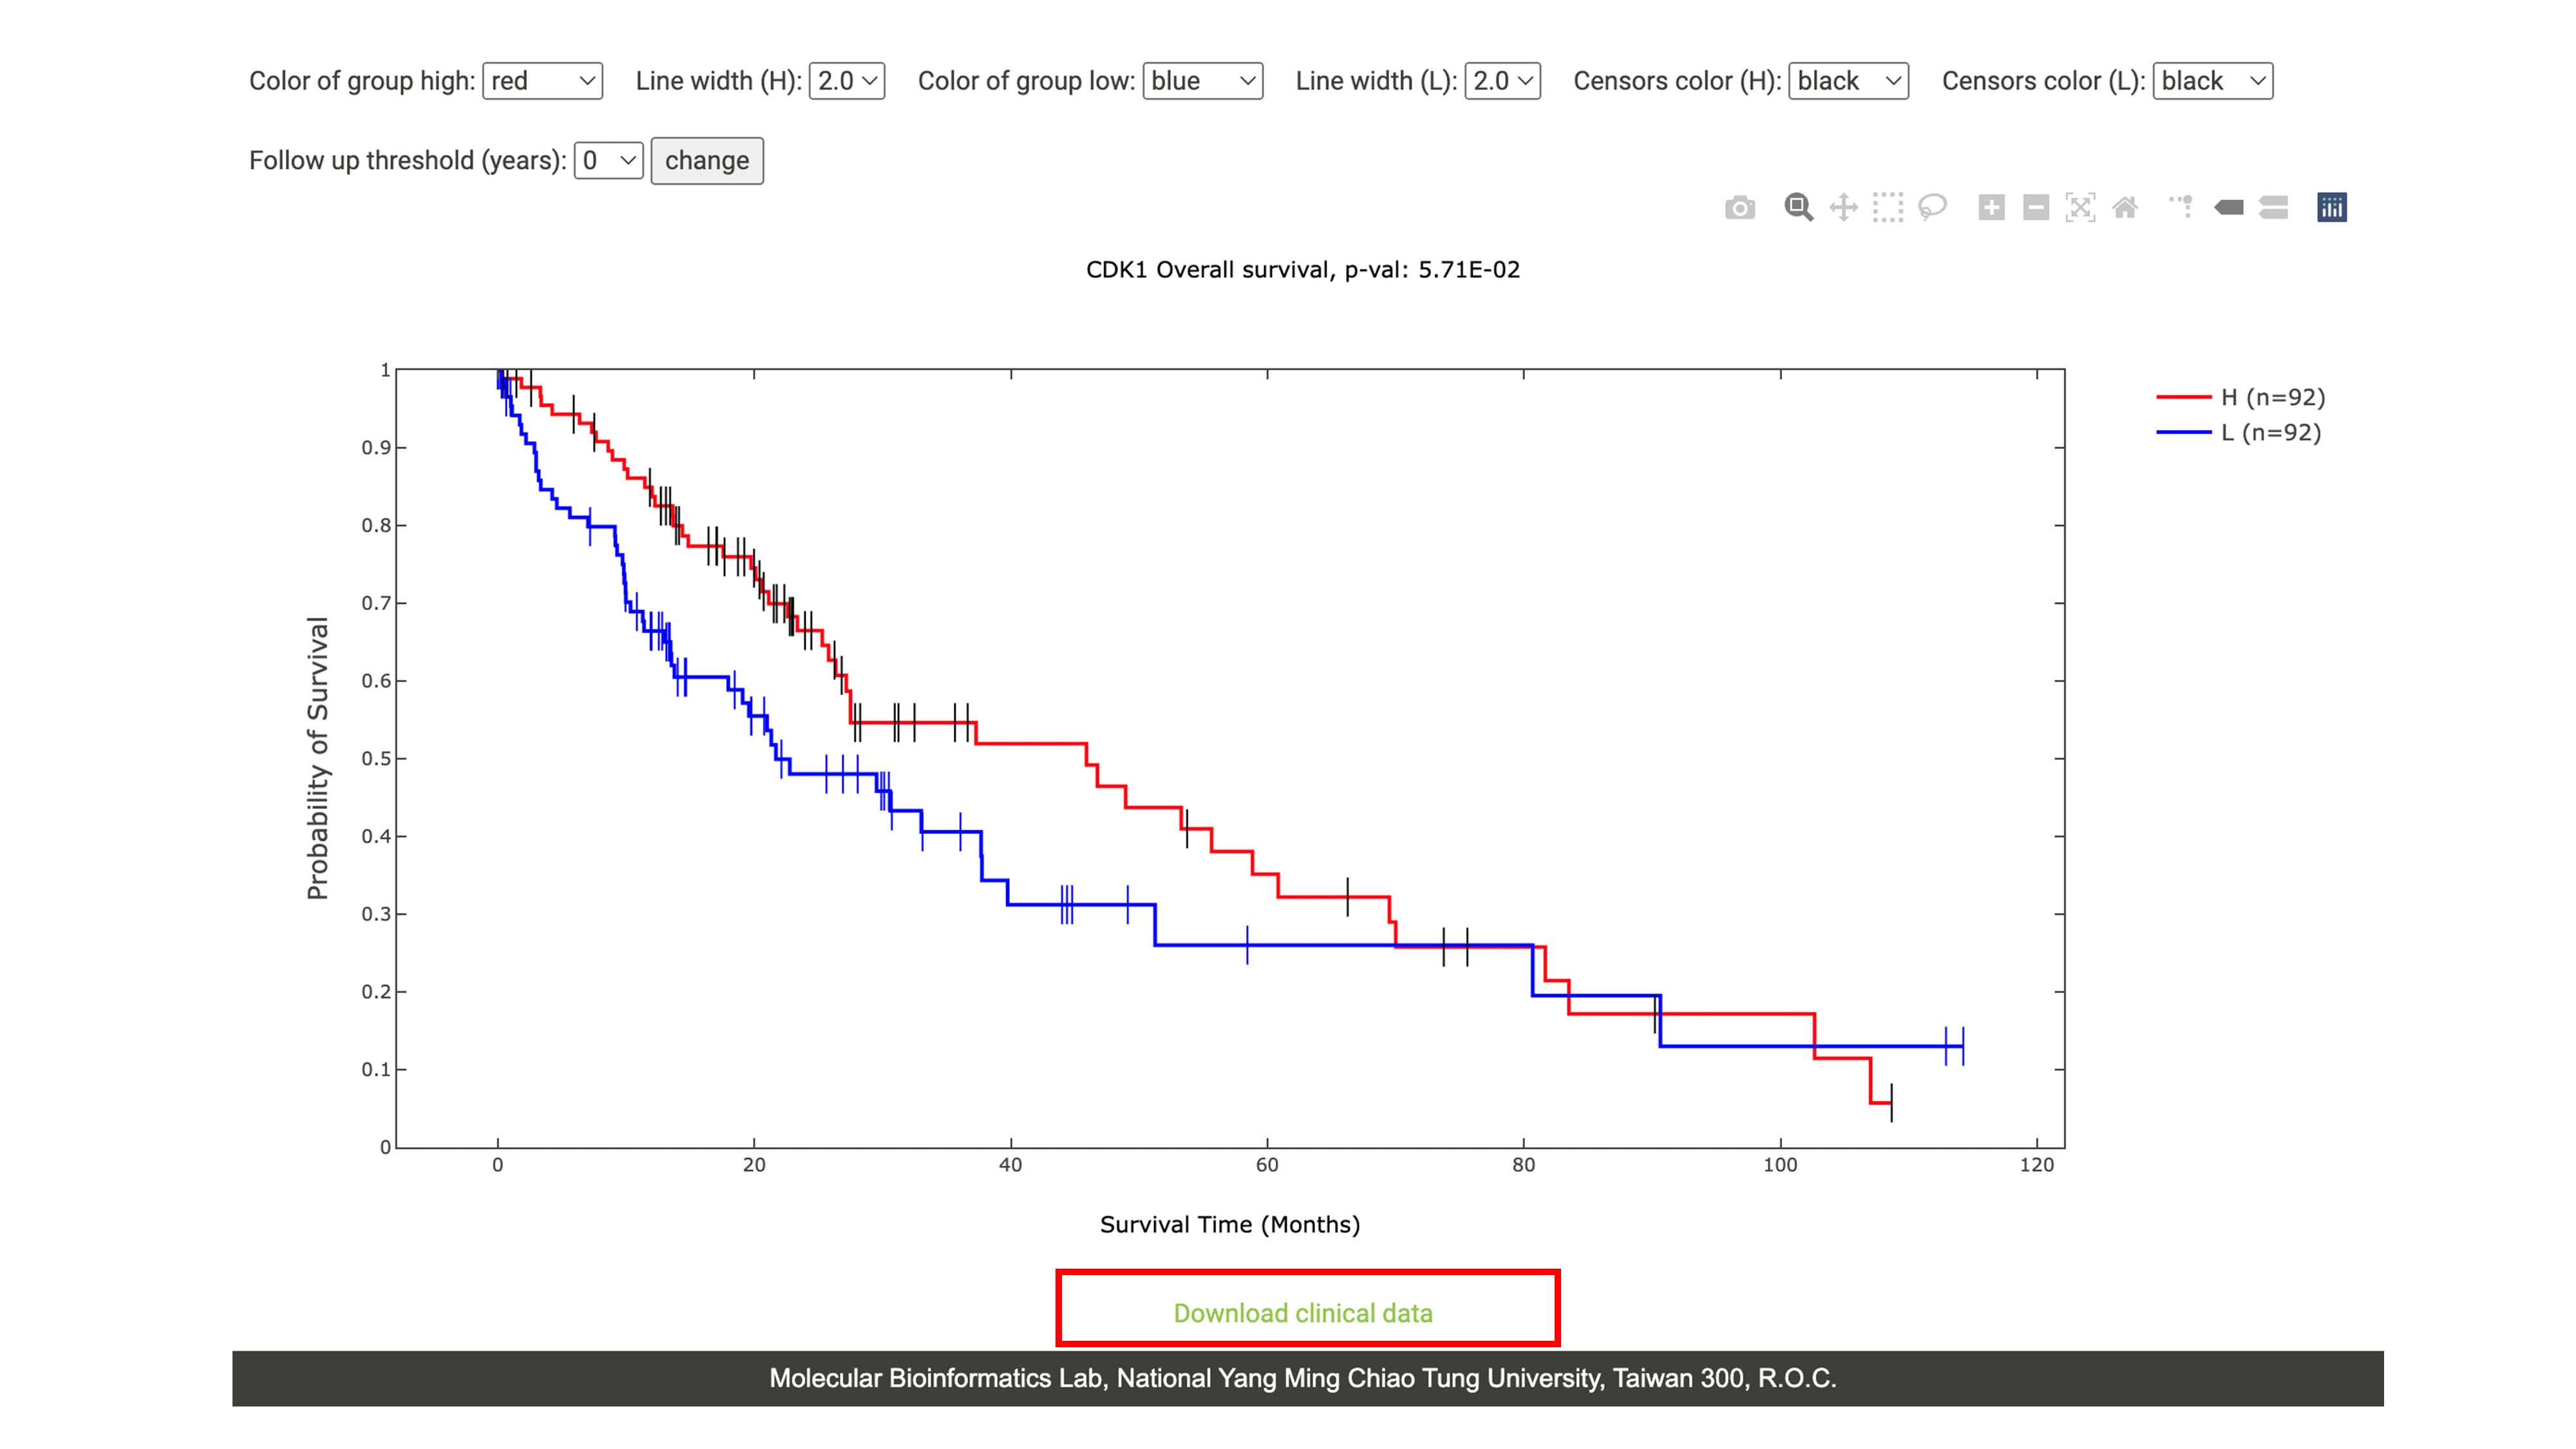 Color of group high: red Line width (H): 2.0 Color of group low: blue Line width (L): 2.0 Censors color (H): black Censors color (L): black
Follow up threshold (years): 0 change
CDK1 Overall survival, p-val: 5.71E-02
H (n=92)
L (n=92)
Probability of Survival
1
0.9
0.8
0.7
0.6
0.5
0.4
0.3
0.2
0.1
0
0 20 40 60 80 100 120
Survival Time (Months)
Download clinical data
Molecular Bioinformatics Lab, National Yang Ming Chiao Tung University, Taiwan 300, R.O.C.